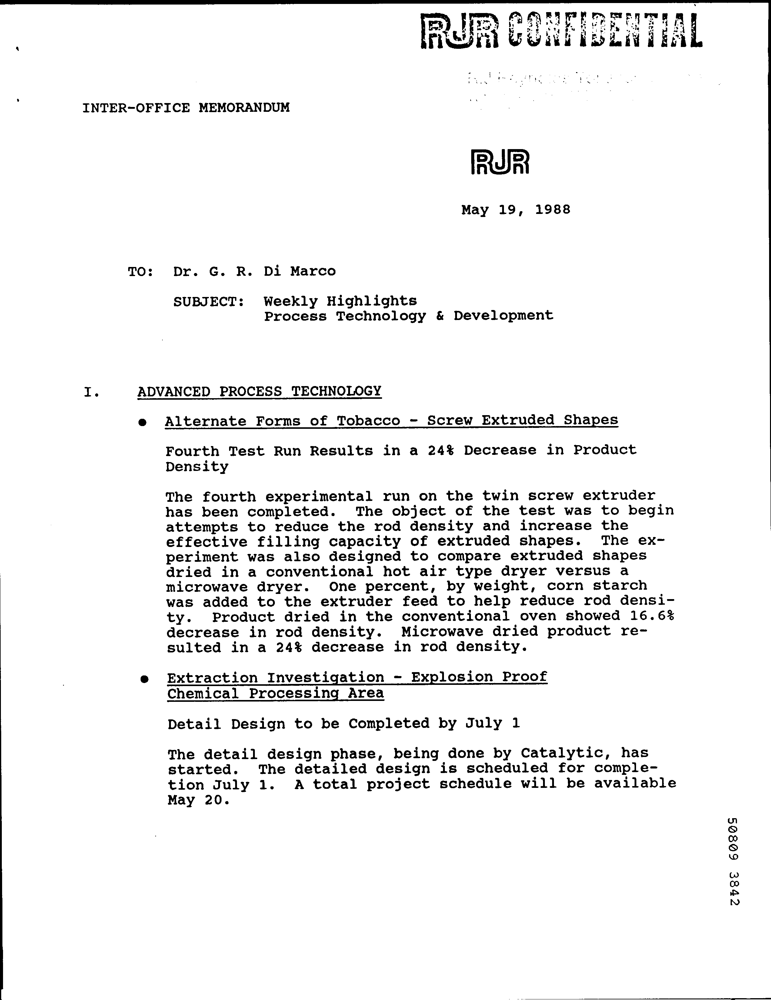 RJR CONFIDENTIAL
INTER-OFFICE MEMORANDUM
RJR
May 19, 1988
TO: Dr. G. R. Di Marco
SUBJECT: Weekly Highlights
Process Technology & Development
I. ADVANCED PROCESS TECHNOLOGY
● Alternate Forms of Tobacco - Screw Extruded Shapes
Fourth Test Run Results in a 24% Decrease in Product
Density
The fourth experimental run on the twin screw extruder
has been completed. The object of the test was to begin
attempts to reduce the rod density and increase the
effective filling capacity of extruded shapes. The ex-
periment was also designed to compare extruded shapes
dried in a conventional hot air type dryer versus a
microwave dryer. One percent, by weight, corn starch
was added to the extruder feed to help reduce rod densi-
ty. Product dried in the conventional oven showed 16.6%
decrease in rod density. Microwave dried product re-
sulted in a 24% decrease in rod density.
● Extraction Investigation - Explosion Proof
Chemical Processing Area
Detail Design to be Completed by July 1
The detail design phase, being done by Catalytic, has
started. The detailed design is scheduled for comple-
tion July 1. A total project schedule will be available
May 20.
50809 3842